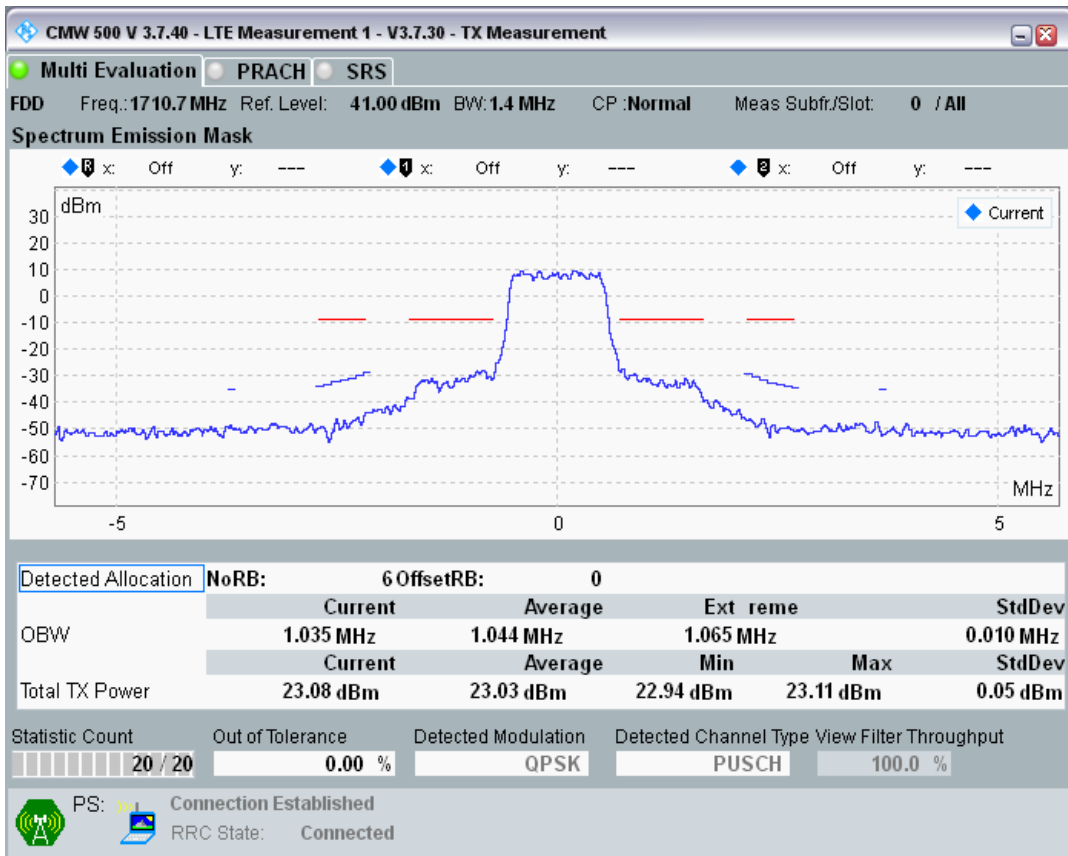 CMW 500 V 3.7.40 - LTE Measurement 1 - V3.7.30 - TX Measurement
Multi Evaluation PRACH SRS
FDD Freq.:1710.7 MHz Ref. Level: 41.00 dBm BW:1.4 MHz CP :Normal Meas Subfr./Slot: 0 / All
Spectrum Emission Mask
R x: Off y: --- 1 x: Off y: --- 2 x: Off y: ---
dBm
Current
30
20
10
0
-10
-20
-30
-40
-50
-60
-70
MHz
-5 0 5
Detected Allocation NoRB: 6 OffsetRB: 0
Current Average Ext reme StdDev
OBW 1.035 MHz 1.044 MHz 1.065 MHz 0.010 MHz
Current Average Min Max StdDev
Total TX Power 23.08 dBm 23.03 dBm 22.94 dBm 23.11 dBm 0.05 dBm
Statistic Count Out of Tolerance Detected Modulation Detected Channel Type View Filter Throughput
20 / 20 0.00 % QPSK PUSCH 100.0 %
PS: Connection Established
RRC State: Connected